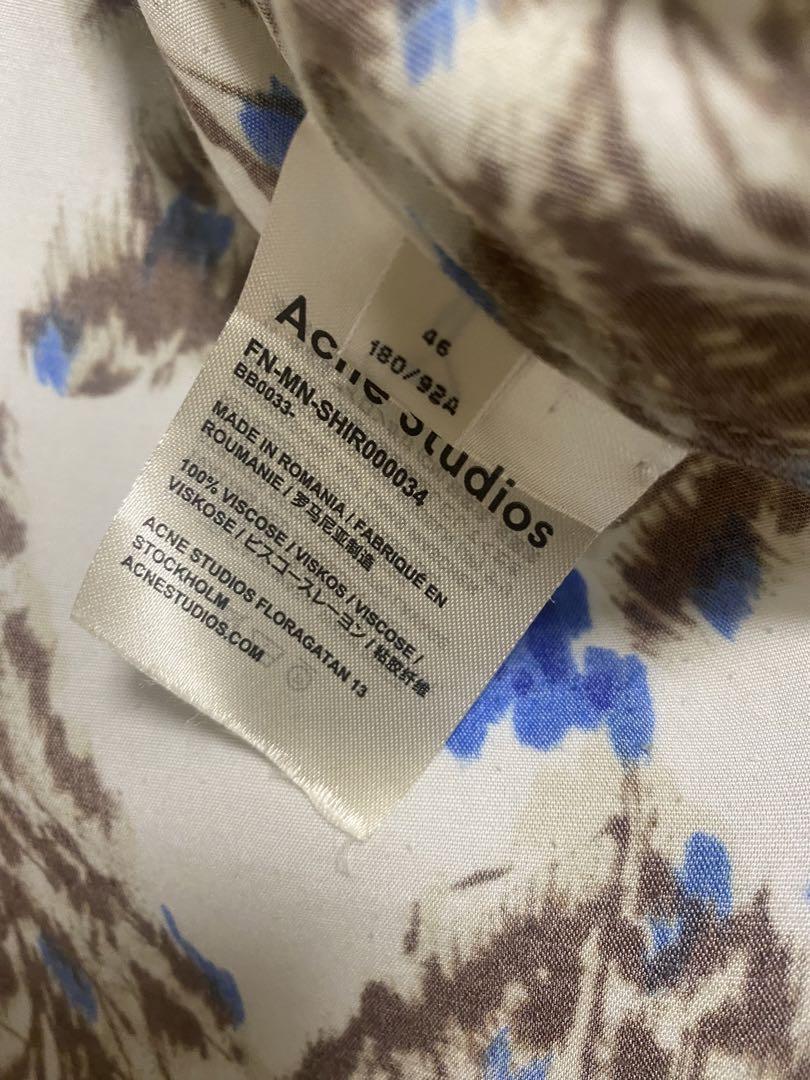 46
180/92A
Acne Studios
FN-MN-SHIR000034
BB0033-
MADE IN ROMANIA / FABRIQUÉ EN
ROUMANIE / 罗马尼亚制造
100% VISCOSE / VISKOS / VISCOSE /
VISKOSE / ビスコースレーヨン / 粘胶纤维
ACNE STUDIOS FLORAGATAN 13
STOCKHOLM
ACNESTUDIOS.COM